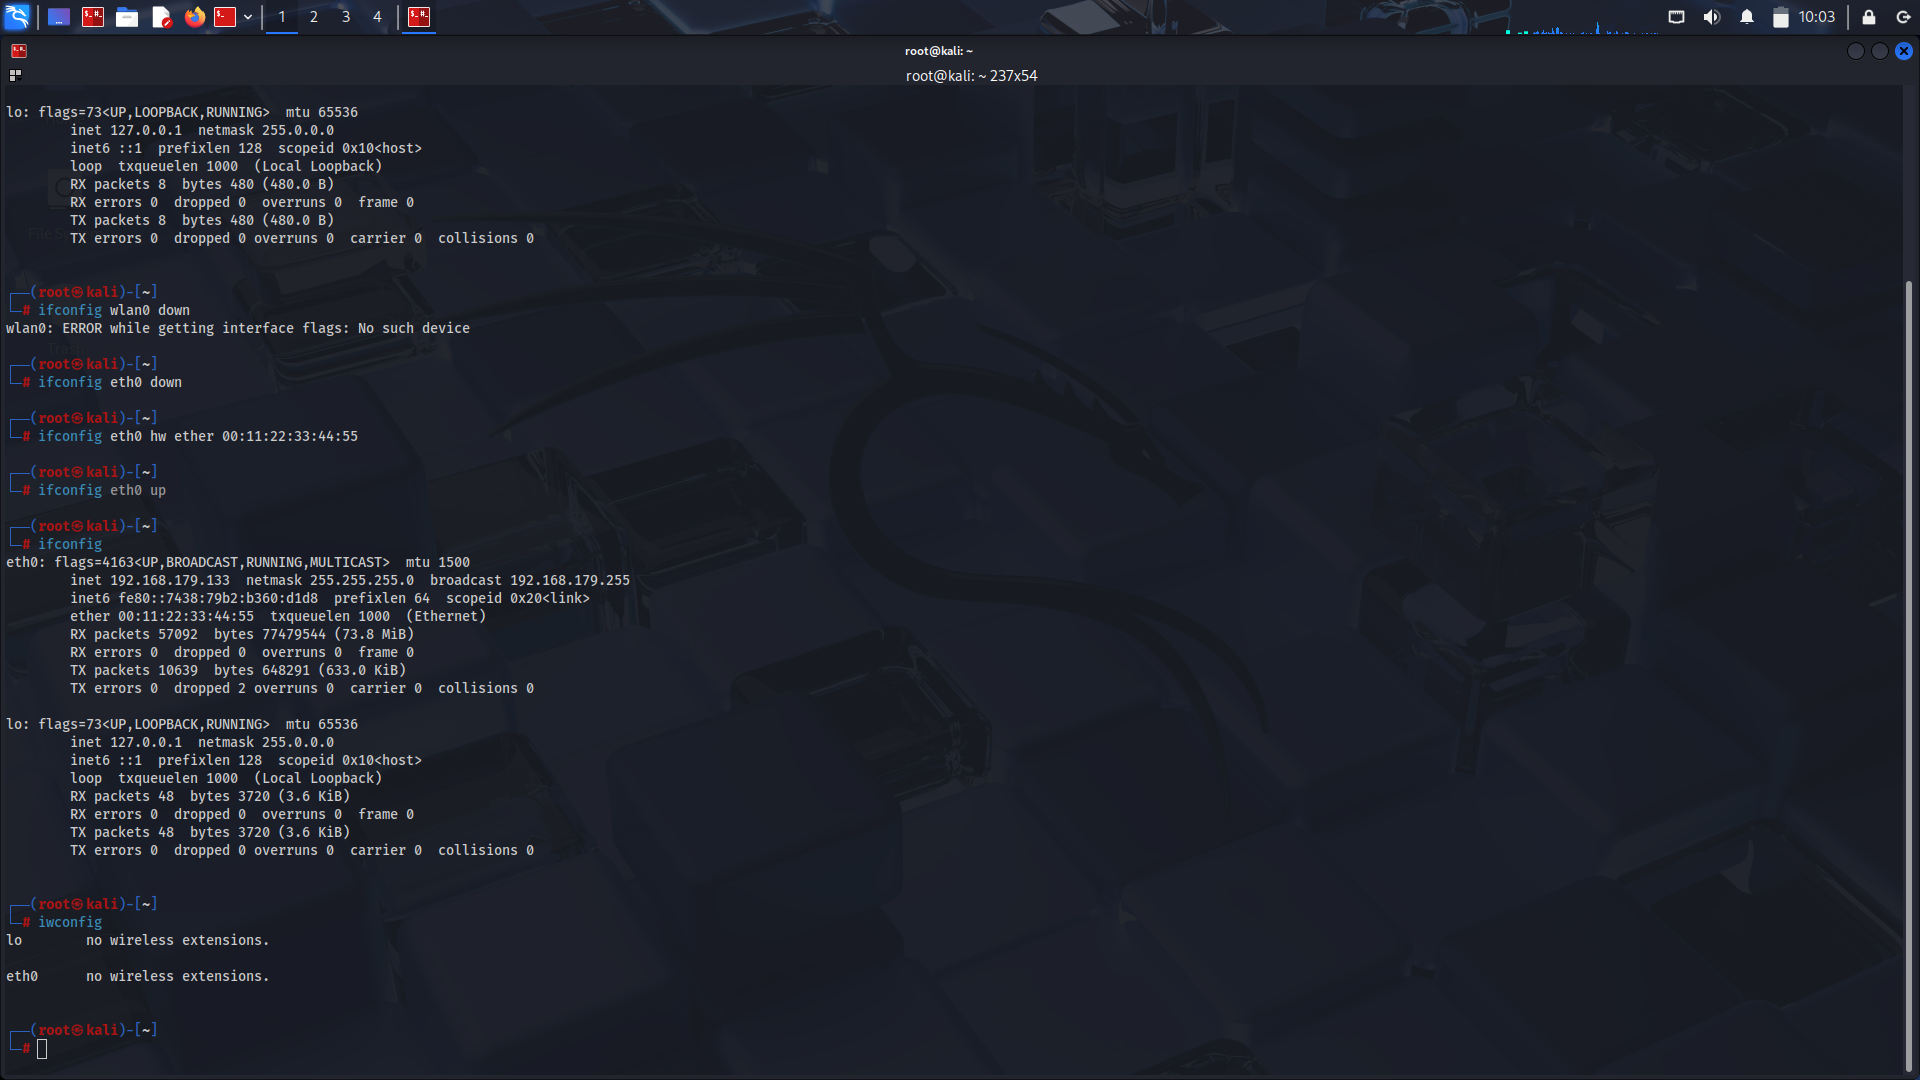 1 2 3 4 10:03
root@kali: ~
root@kali: ~ 237x54
lo: flags=73<UP,LOOPBACK,RUNNING>  mtu 65536
        inet 127.0.0.1  netmask 255.0.0.0
        inet6 ::1  prefixlen 128  scopeid 0x10<host>
        loop  txqueuelen 1000  (Local Loopback)
        RX packets 8  bytes 480 (480.0 B)
        RX errors 0  dropped 0  overruns 0  frame 0
        TX packets 8  bytes 480 (480.0 B)
        TX errors 0  dropped 0 overruns 0  carrier 0  collisions 0
┌──(root㉿kali)-[~]
└─# ifconfig wlan0 down
wlan0: ERROR while getting interface flags: No such device
┌──(root㉿kali)-[~]
└─# ifconfig eth0 down
┌──(root㉿kali)-[~]
└─# ifconfig eth0 hw ether 00:11:22:33:44:55
┌──(root㉿kali)-[~]
└─# ifconfig eth0 up
┌──(root㉿kali)-[~]
└─# ifconfig
eth0: flags=4163<UP,BROADCAST,RUNNING,MULTICAST>  mtu 1500
        inet 192.168.179.133  netmask 255.255.255.0  broadcast 192.168.179.255
        inet6 fe80::7438:79b2:b360:d1d8  prefixlen 64  scopeid 0x20<link>
        ether 00:11:22:33:44:55  txqueuelen 1000  (Ethernet)
        RX packets 57092  bytes 77479544 (73.8 MiB)
        RX errors 0  dropped 0  overruns 0  frame 0
        TX packets 10639  bytes 648291 (633.0 KiB)
        TX errors 0  dropped 2 overruns 0  carrier 0  collisions 0
lo: flags=73<UP,LOOPBACK,RUNNING>  mtu 65536
        inet 127.0.0.1  netmask 255.0.0.0
        inet6 ::1  prefixlen 128  scopeid 0x10<host>
        loop  txqueuelen 1000  (Local Loopback)
        RX packets 48  bytes 3720 (3.6 KiB)
        RX errors 0  dropped 0  overruns 0  frame 0
        TX packets 48  bytes 3720 (3.6 KiB)
        TX errors 0  dropped 0 overruns 0  carrier 0  collisions 0
┌──(root㉿kali)-[~]
└─# iwconfig
lo        no wireless extensions.
eth0      no wireless extensions.
┌──(root㉿kali)-[~]
└─#